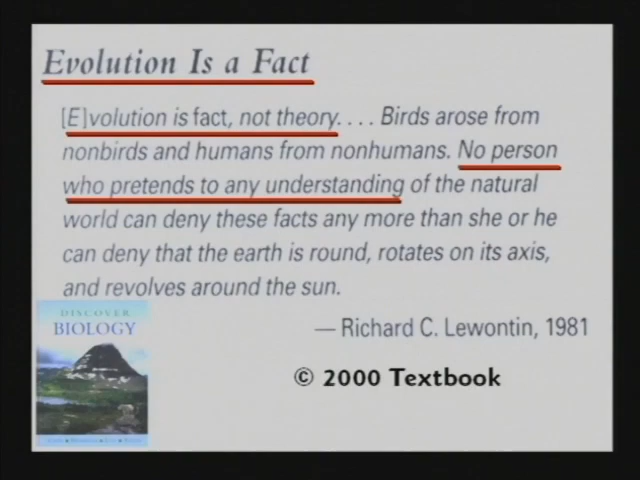 Evolution Is a Fact
[E]volution is fact, not theory. . . . Birds arose from
nonbirds and humans from nonhumans. No person
who pretends to any understanding of the natural
world can deny these facts any more than she or he
can deny that the earth is round, rotates on its axis,
and revolves around the sun.
— Richard C. Lewontin, 1981
DISCOVER
BIOLOGY
© 2000 Textbook